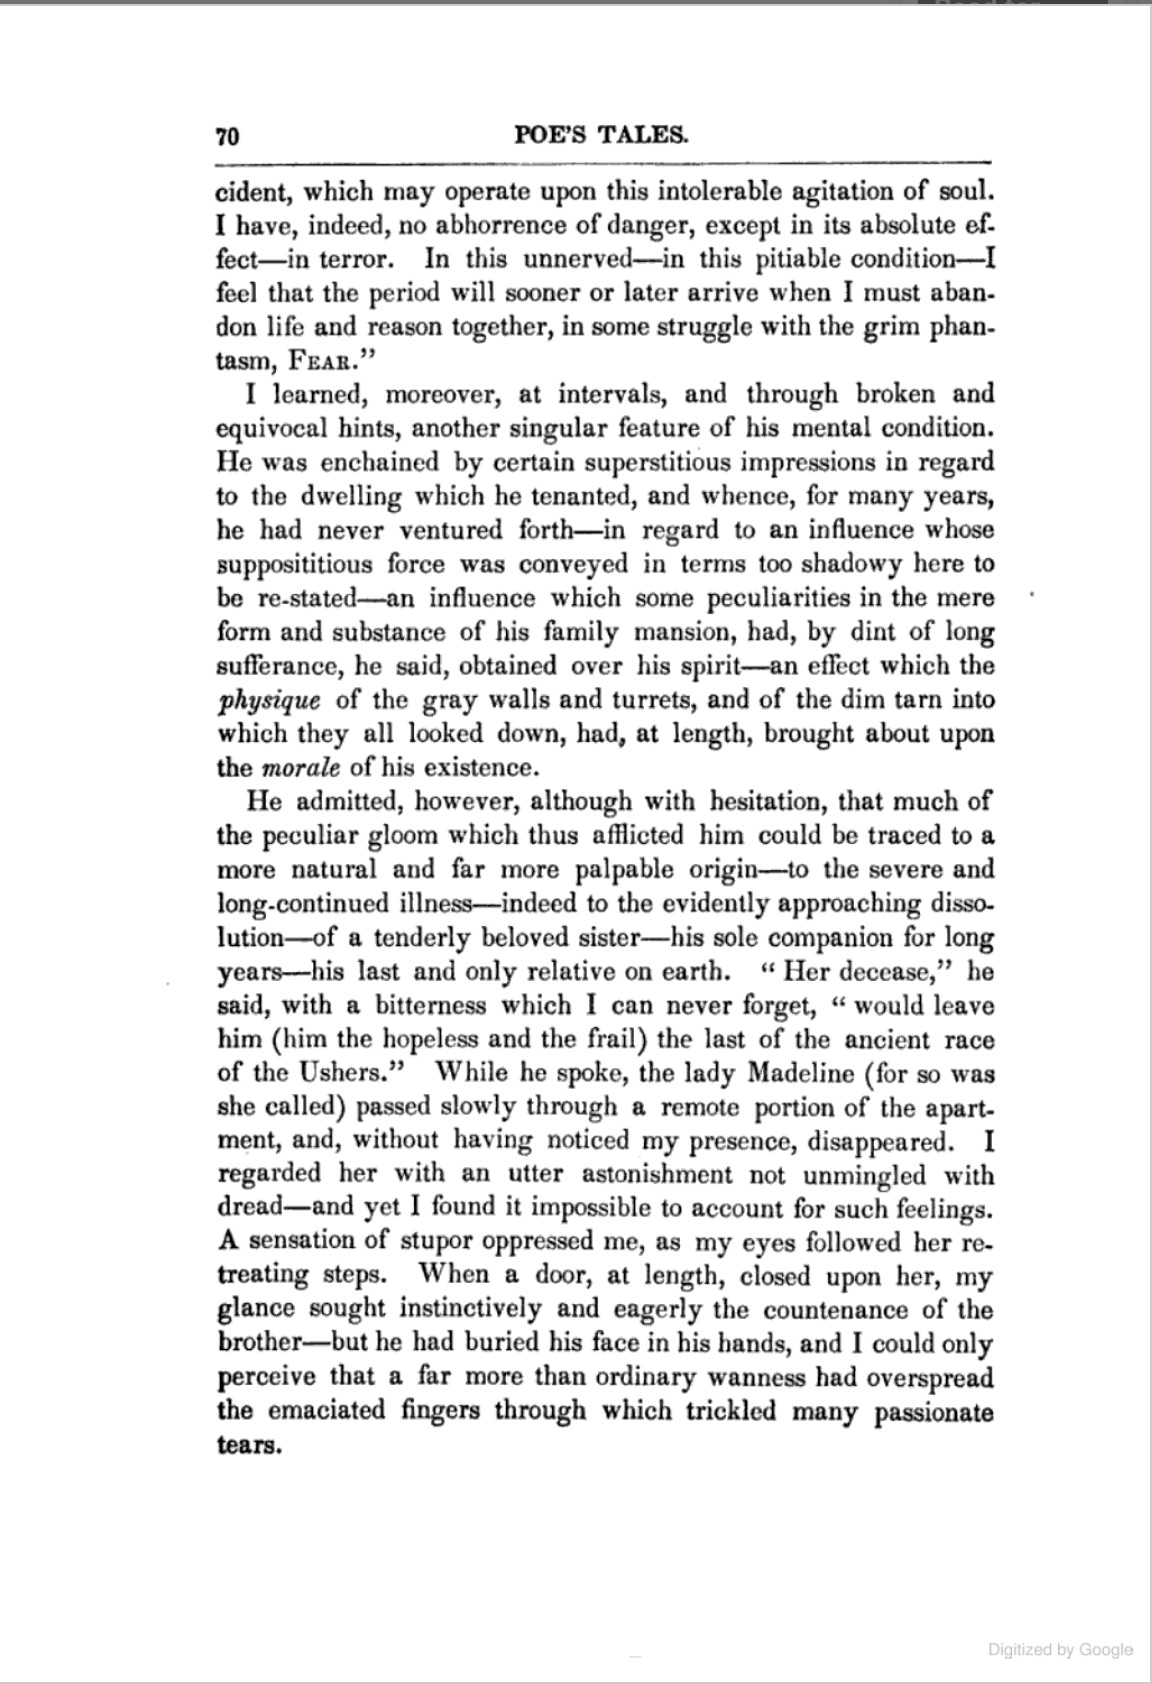 70 POE'S TALES.
cident, which may operate upon this intolerable agitation of soul.
I have, indeed, no abhorrence of danger, except in its absolute ef-
fect—in terror. In this unnerved—in this pitiable condition—I
feel that the period will sooner or later arrive when I must aban-
don life and reason together, in some struggle with the grim phan-
tasm, FEAR.”
I learned, moreover, at intervals, and through broken and
equivocal hints, another singular feature of his mental condition.
He was enchained by certain superstitious impressions in regard
to the dwelling which he tenanted, and whence, for many years,
he had never ventured forth—in regard to an influence whose
supposititious force was conveyed in terms too shadowy here to
be re-stated—an influence which some peculiarities in the mere
form and substance of his family mansion, had, by dint of long
sufferance, he said, obtained over his spirit—an effect which the
physique of the gray walls and turrets, and of the dim tarn into
which they all looked down, had, at length, brought about upon
the morale of his existence.
He admitted, however, although with hesitation, that much of
the peculiar gloom which thus afflicted him could be traced to a
more natural and far more palpable origin—to the severe and
long-continued illness—indeed to the evidently approaching disso-
lution—of a tenderly beloved sister—his sole companion for long
years—his last and only relative on earth. “ Her decease,” he
said, with a bitterness which I can never forget, “ would leave
him (him the hopeless and the frail) the last of the ancient race
of the Ushers.” While he spoke, the lady Madeline (for so was
she called) passed slowly through a remote portion of the apart-
ment, and, without having noticed my presence, disappeared. I
regarded her with an utter astonishment not unmingled with
dread—and yet I found it impossible to account for such feelings.
A sensation of stupor oppressed me, as my eyes followed her re-
treating steps. When a door, at length, closed upon her, my
glance sought instinctively and eagerly the countenance of the
brother—but he had buried his face in his hands, and I could only
perceive that a far more than ordinary wanness had overspread
the emaciated fingers through which trickled many passionate
tears.
Digitized by Google